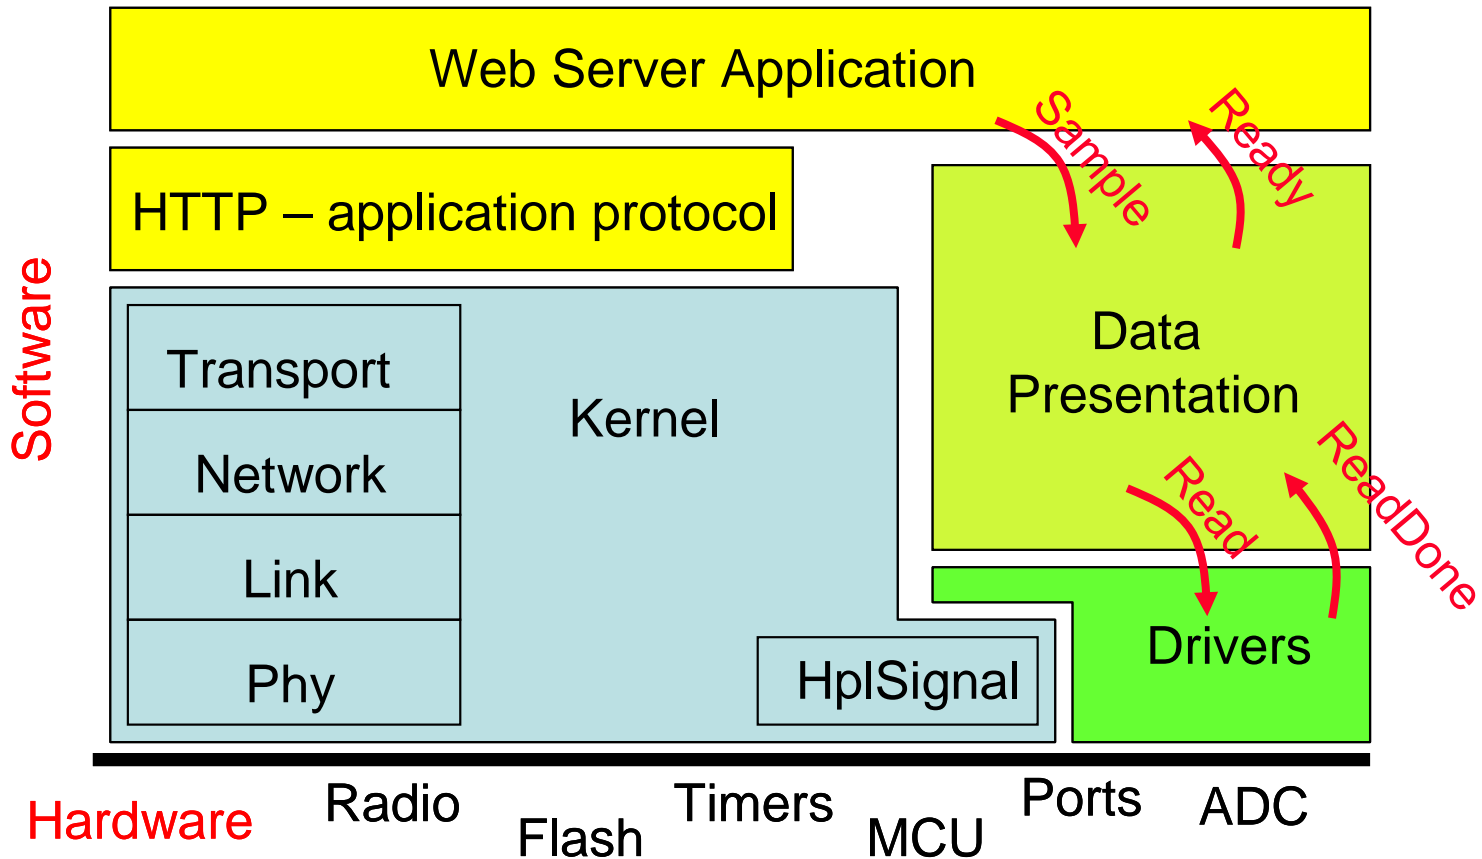 Web Server Application
Sample
Ready
HTTP – application protocol
Software
Data
Presentation
Transport
Kernel
Network
Read
ReadDone
Link
Drivers
Phy
HplSignal
Hardware
Radio
Flash
Timers
MCU
Ports
ADC